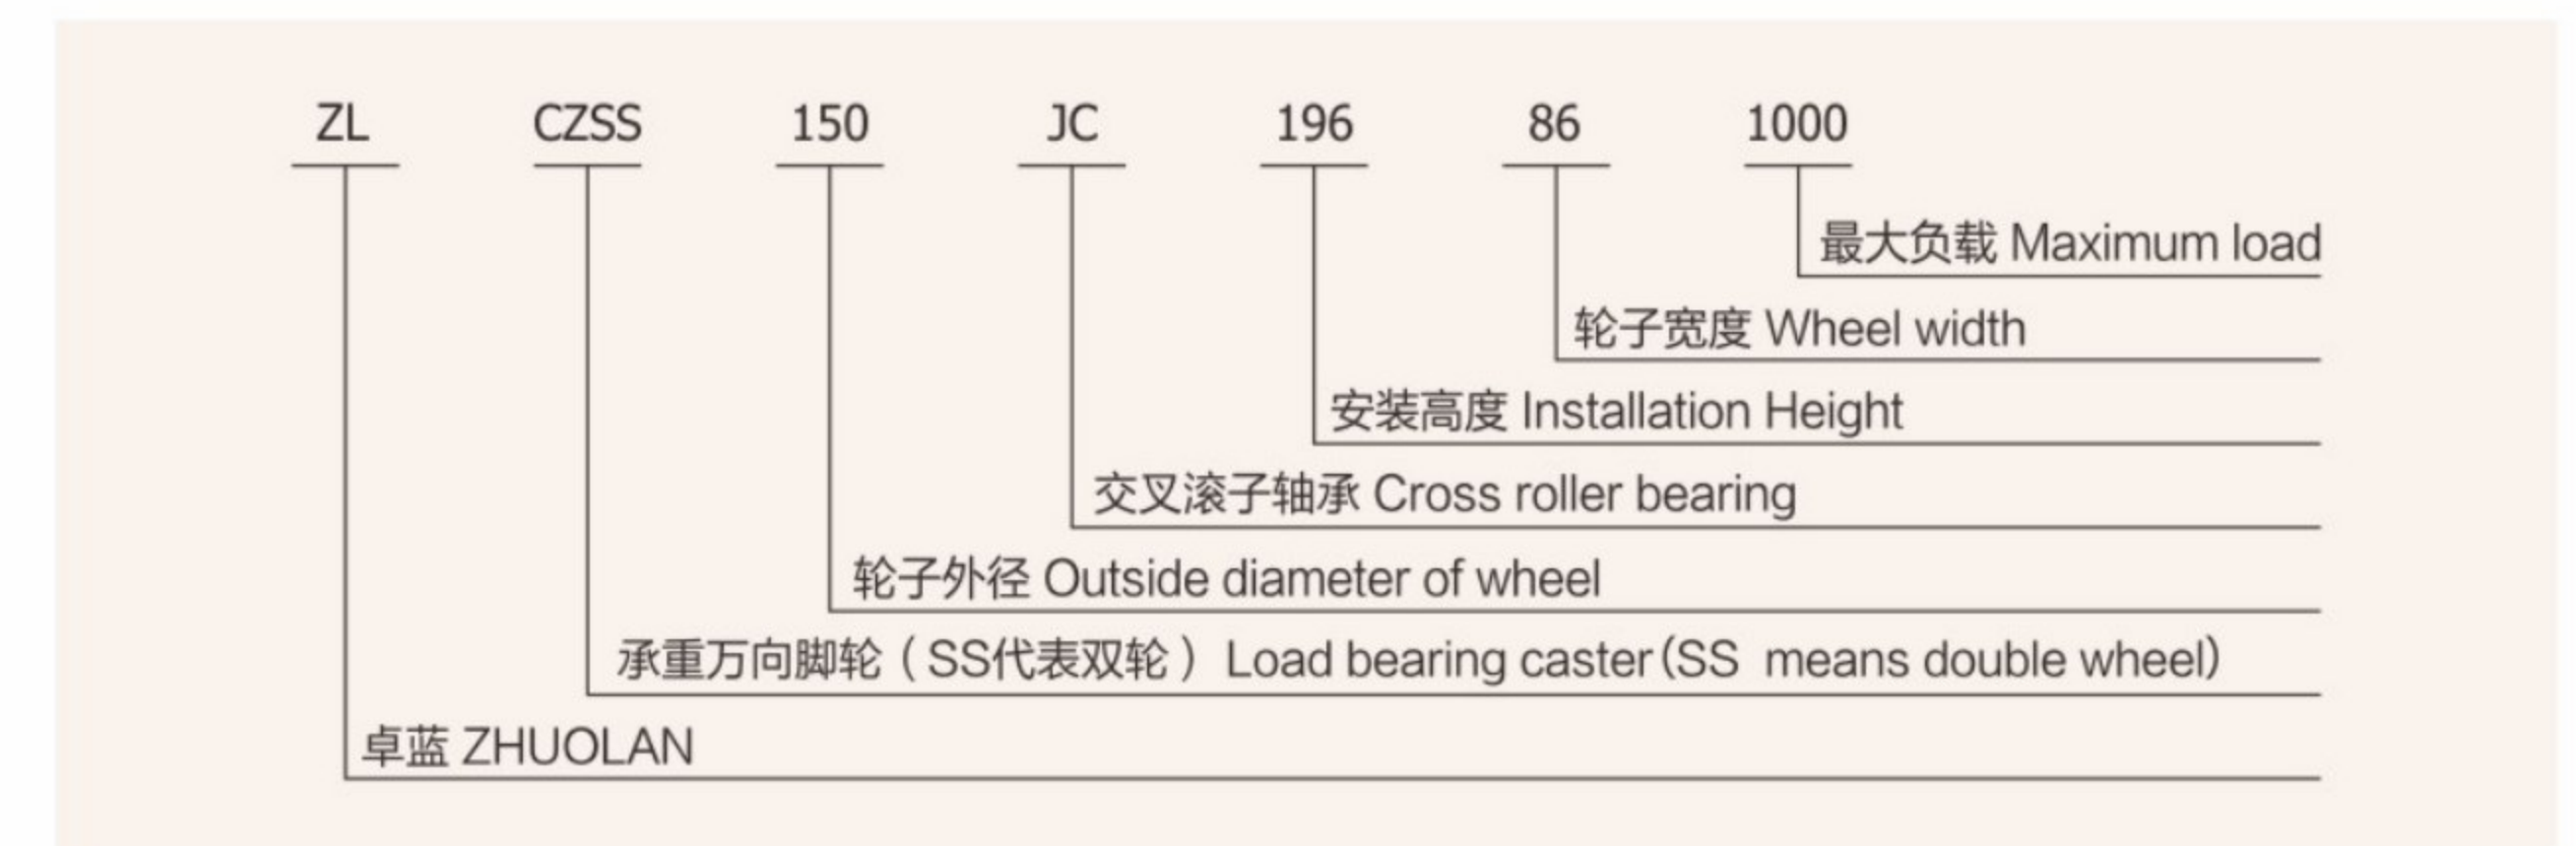 ZL CZSS 150 JC 196 86 1000
最大负载 Maximum load
轮子宽度 Wheel width
安装高度 Installation Height
交叉滚子轴承 Cross roller bearing
轮子外径 Outside diameter of wheel
承重万向脚轮（SS代表双轮） Load bearing caster(SS means double wheel)
卓蓝 ZHUOLAN